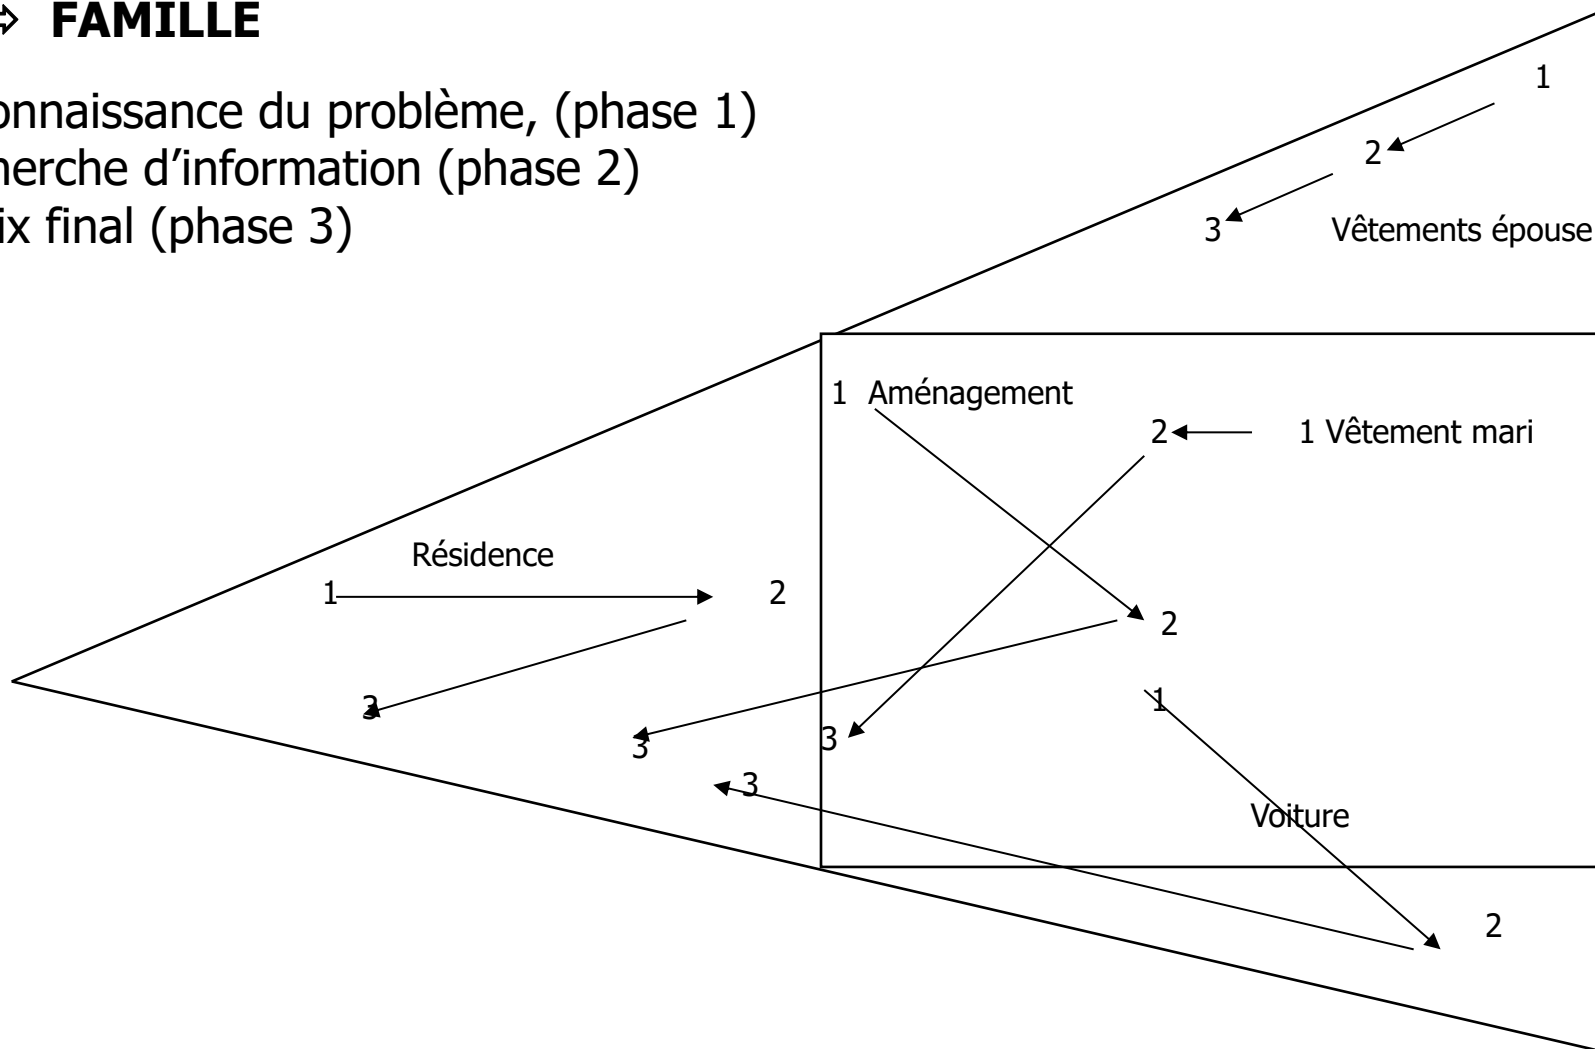 ⇨ FAMILLE
onnaissance du problème, (phase 1)
herche d’information (phase 2)
ix final (phase 3)
1
2
3 Vêtements épouse
1 Aménagement
2 1 Vêtement mari
Résidence
1 2
2
3
1
3
3
3
Voiture
2